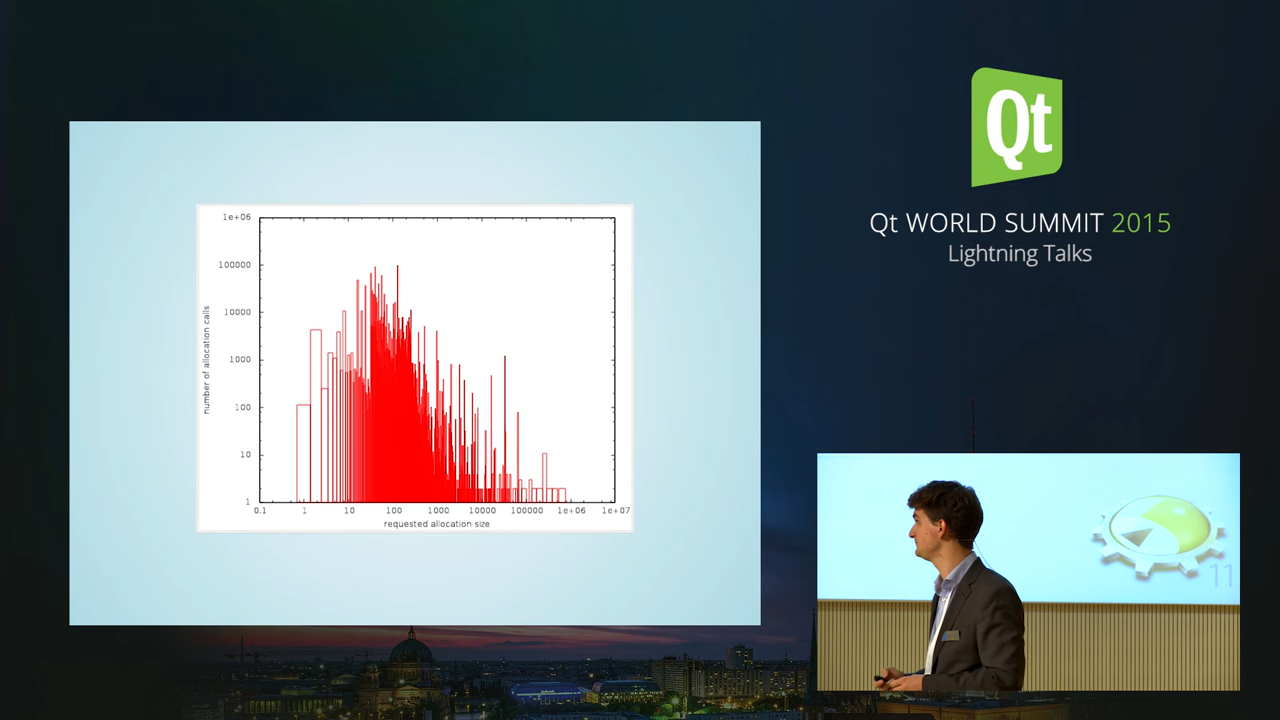 Qt
Qt WORLD SUMMIT 2015
Lightning Talks
1e+06
100000
10000
1000
100
10
1
number of allocation calls
0.1 1 10 100 1000 10000 100000 1e+06 1e+07
requested allocation size
11